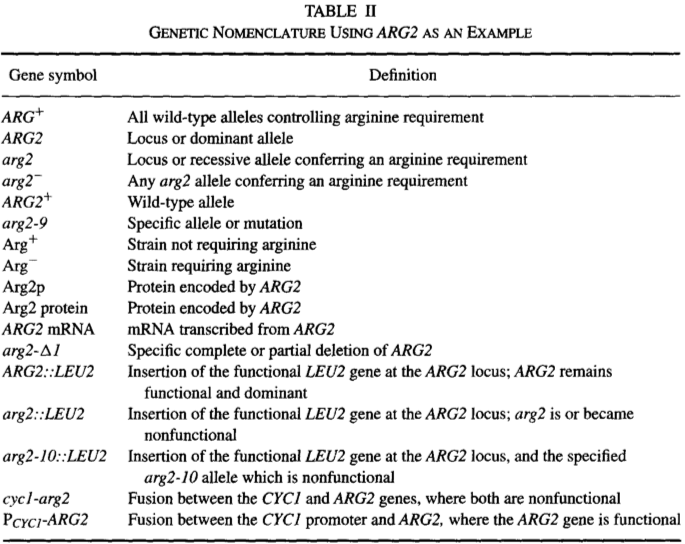 TABLE II
GENETIC NOMENCLATURE USING ARG2 AS AN EXAMPLE
Gene symbol Definition
ARG⁺ All wild-type alleles controlling arginine requirement
ARG2 Locus or dominant allele
arg2 Locus or recessive allele conferring an arginine requirement
arg2⁻ Any arg2 allele conferring an arginine requirement
ARG2⁺ Wild-type allele
arg2-9 Specific allele or mutation
Arg⁺ Strain not requiring arginine
Arg⁻ Strain requiring arginine
Arg2p Protein encoded by ARG2
Arg2 protein Protein encoded by ARG2
ARG2 mRNA mRNA transcribed from ARG2
arg2-Δ1 Specific complete or partial deletion of ARG2
ARG2::LEU2 Insertion of the functional LEU2 gene at the ARG2 locus; ARG2 remains
functional and dominant
arg2::LEU2 Insertion of the functional LEU2 gene at the ARG2 locus; arg2 is or became
nonfunctional
arg2-10::LEU2 Insertion of the functional LEU2 gene at the ARG2 locus, and the specified
arg2-10 allele which is nonfunctional
cyc1-arg2 Fusion between the CYC1 and ARG2 genes, where both are nonfunctional
PCYC1-ARG2 Fusion between the CYC1 promoter and ARG2, where the ARG2 gene is functional